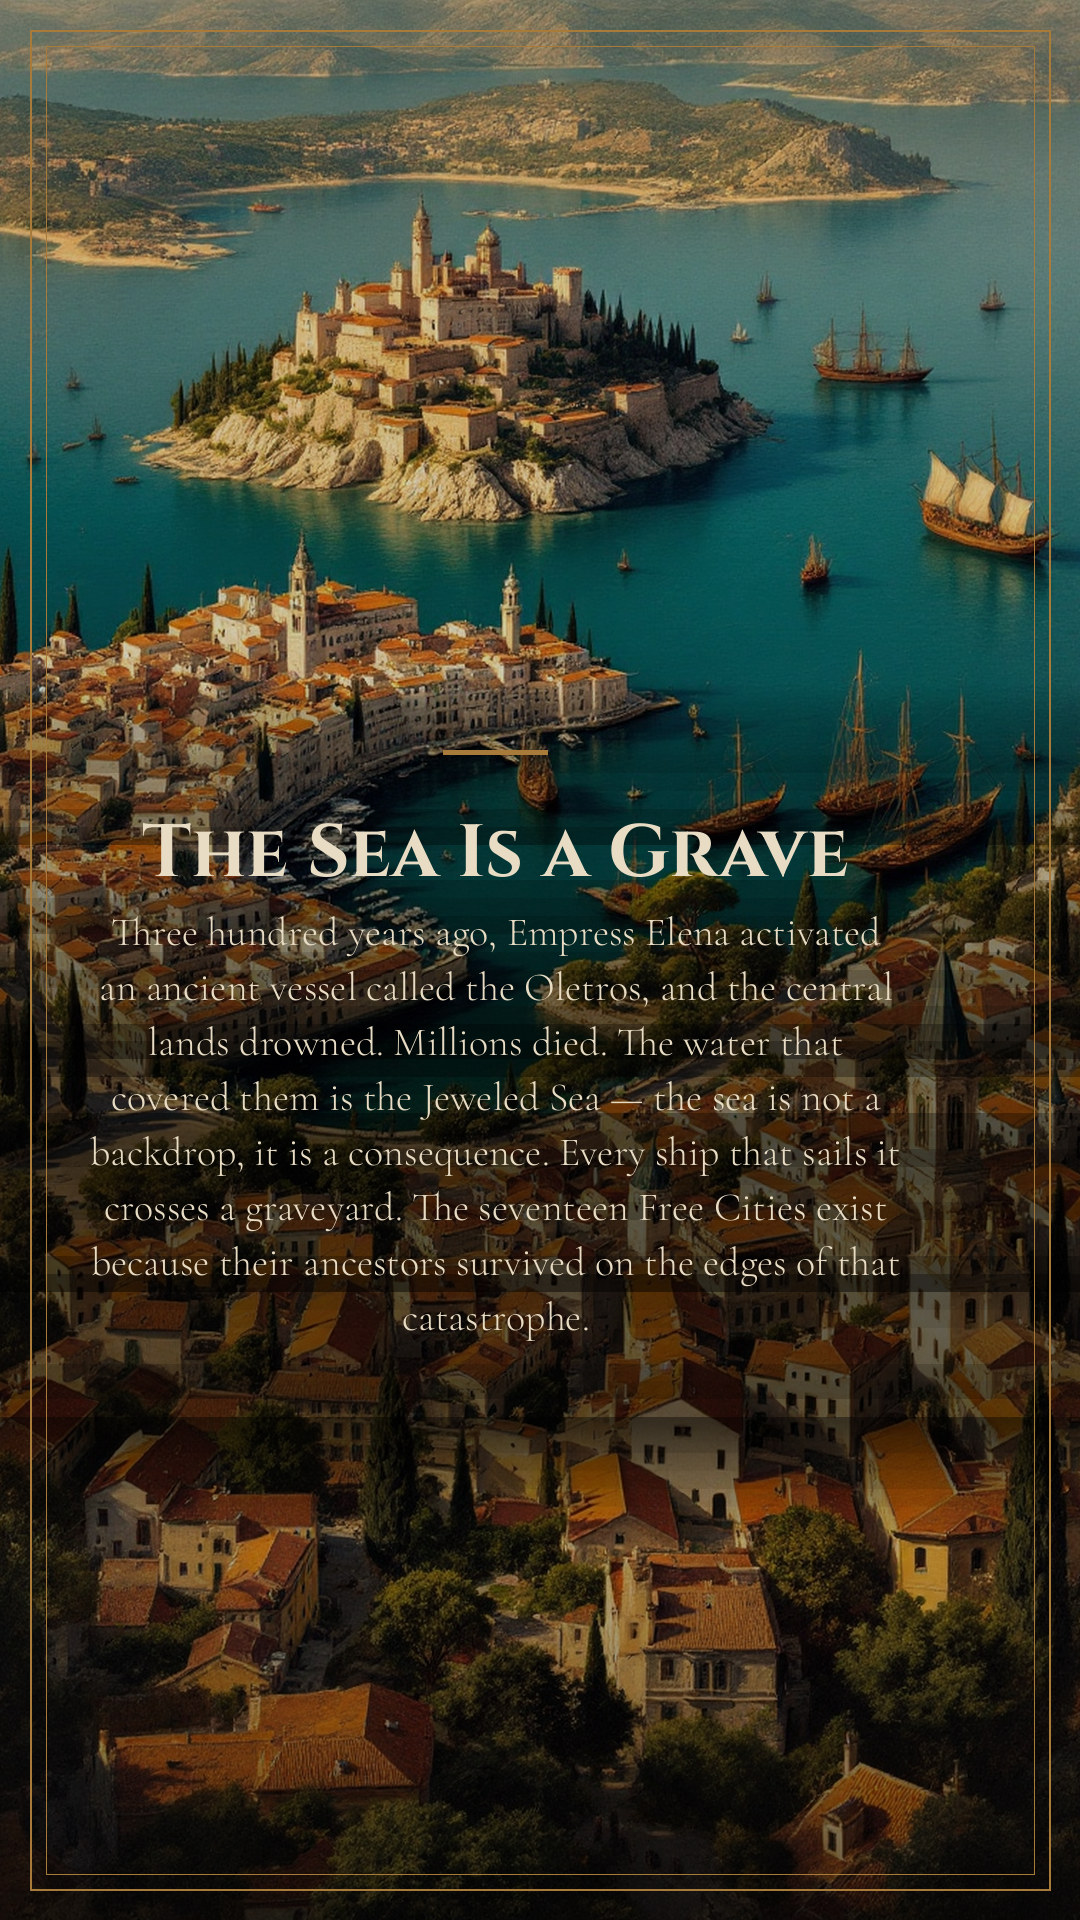 The Sea Is a Grave
Three hundred years ago, Empress Elena activated
an ancient vessel called the Oletros, and the central
lands drowned. Millions died. The water that
covered them is the Jeweled Sea — the sea is not a
backdrop, it is a consequence. Every ship that sails it
crosses a graveyard. The seventeen Free Cities exist
because their ancestors survived on the edges of that
catastrophe.